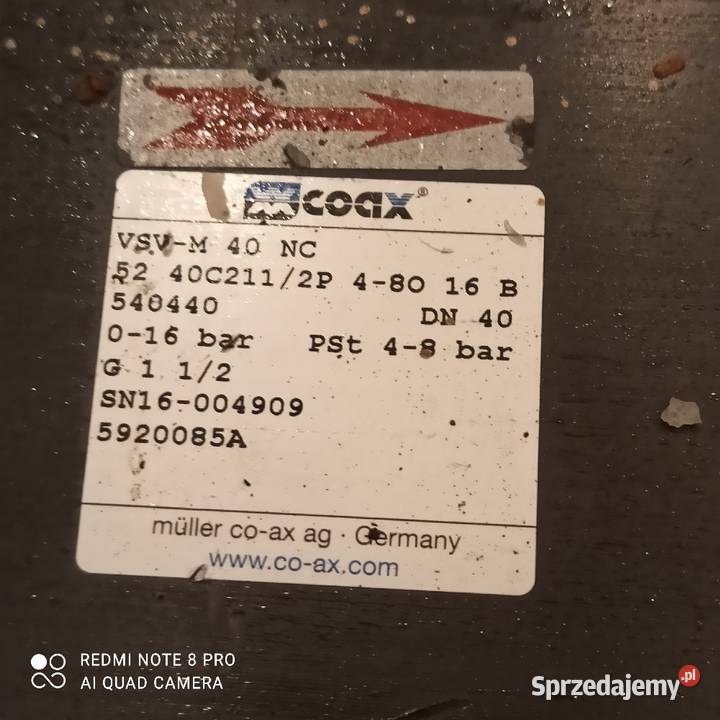 coax®
VSV-M 40 NC
52 40C211/2P 4-80 16 B
540440 DN 40
0-16 bar PSt 4-8 bar
G 1 1/2
SN16-004909
5920085A
müller co-ax ag · Germany
www.co-ax.com
REDMI NOTE 8 PRO
AI QUAD CAMERA
Sprzedajemy.pl